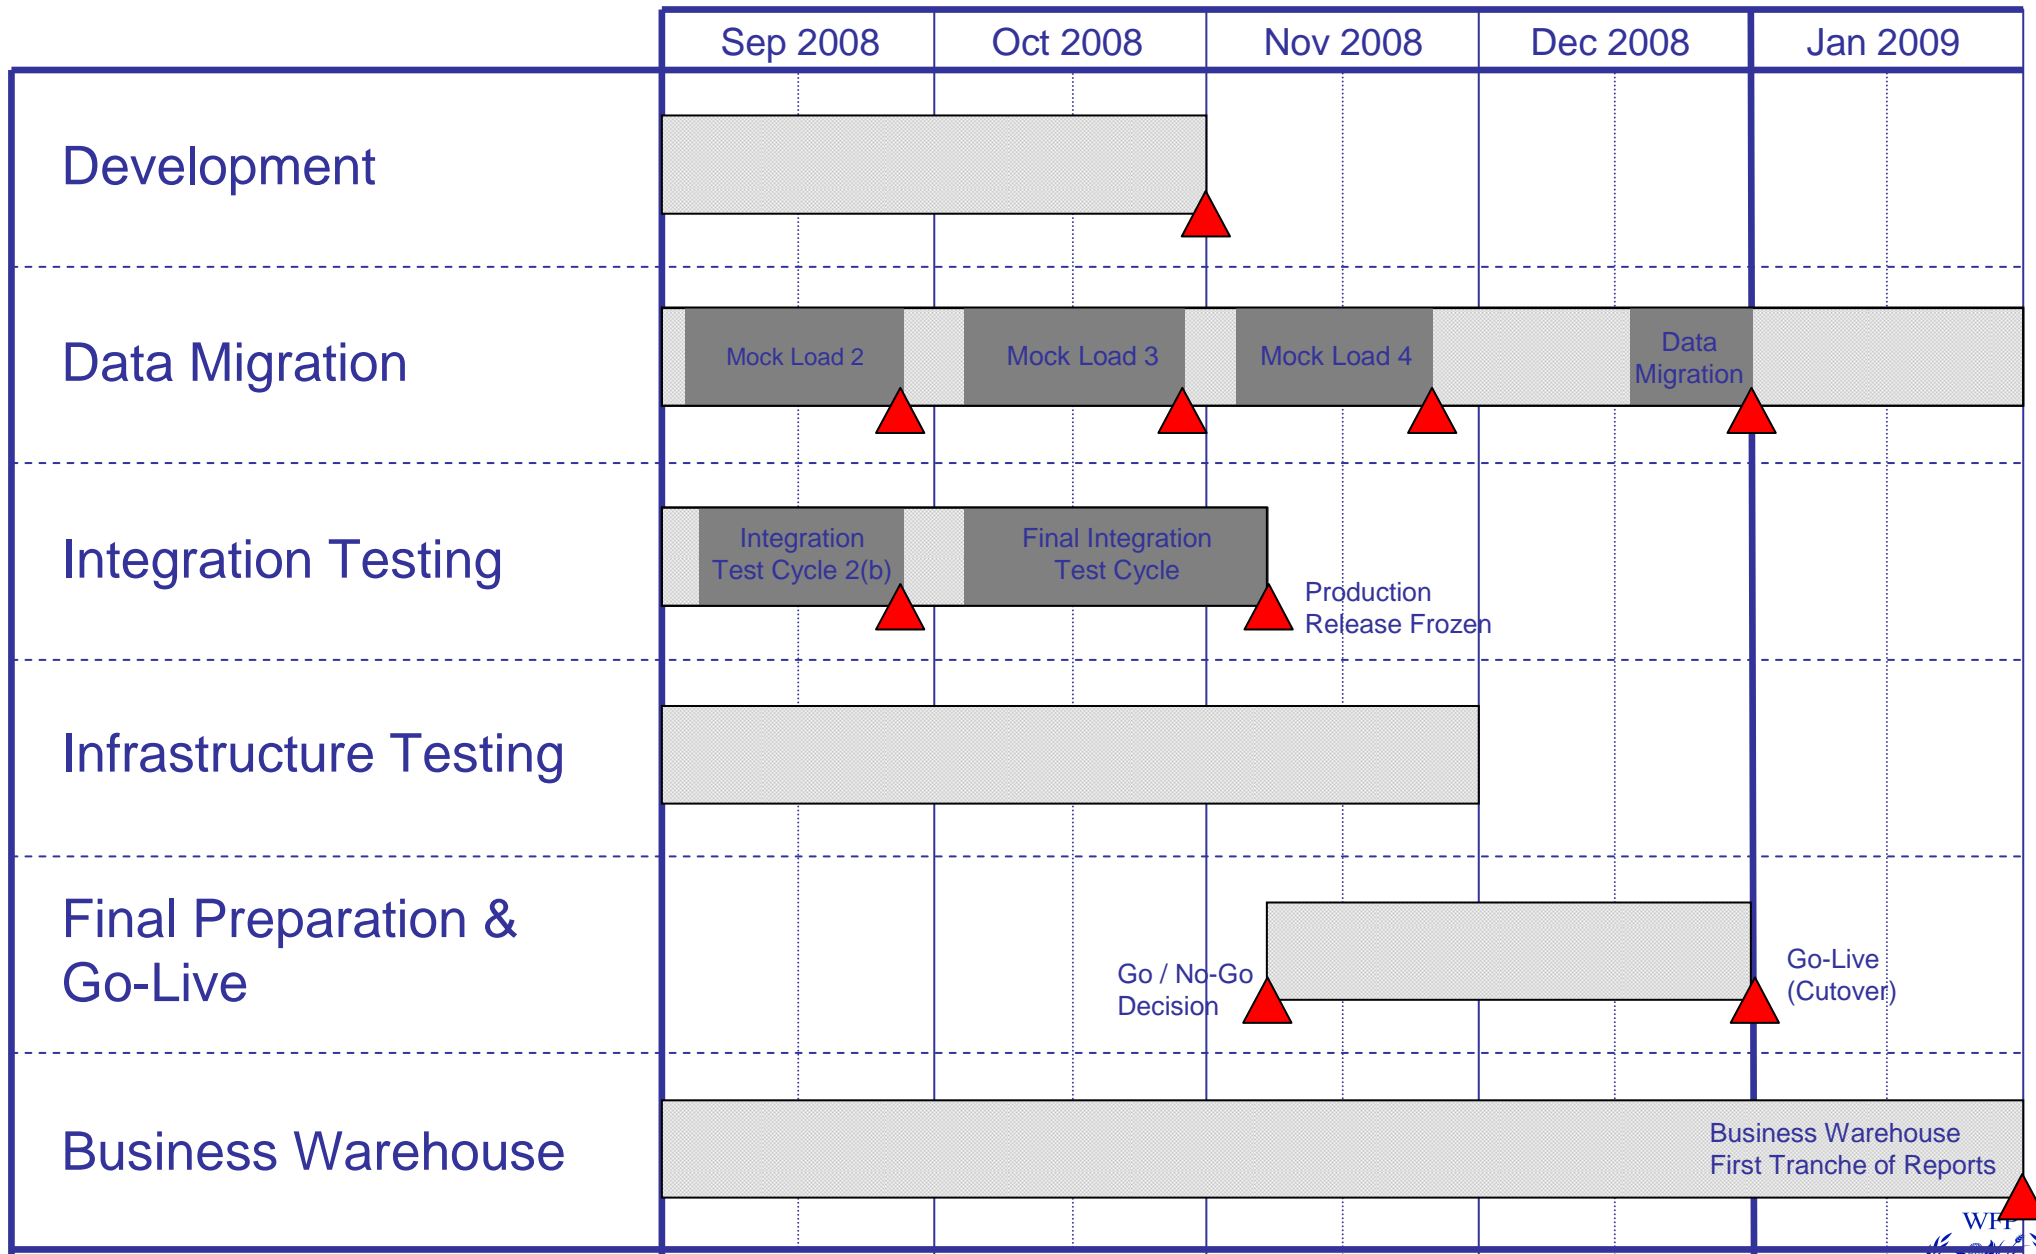 Sep 2008
Oct 2008
Nov 2008
Dec 2008
Jan 2009
Development
Data Migration
Mock Load 2
Mock Load 3
Mock Load 4
Data
Migration
Integration Testing
Integration
Test Cycle 2(b)
Final Integration
Test Cycle
Production
Release Frozen
Infrastructure Testing
Final Preparation &
Go-Live
Go / No-Go
Decision
Go-Live
(Cutover)
Business Warehouse
Business Warehouse
First Tranche of Reports
WFP